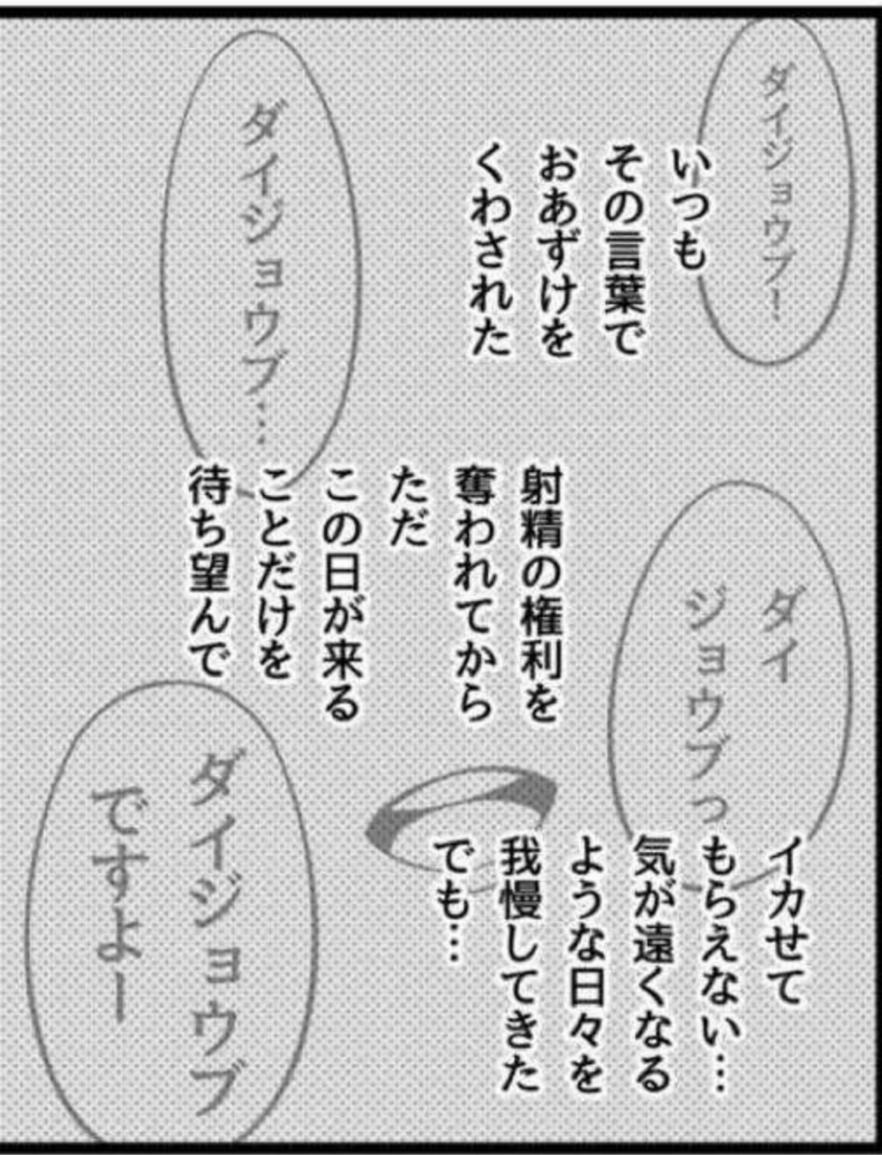 ダイジョウブ!
いつも
その言葉で
おあずけを
くわされた
ダイジョウブ…
射精の権利を
奪われてから
ただ
この日が来る
ことだけを
待ち望んで
ダイ
ジョウブっ
イカせて
もらえない…
気が遠くなる
ような日々を
我慢してきた
でも…
ダイジョウブ
ですよー